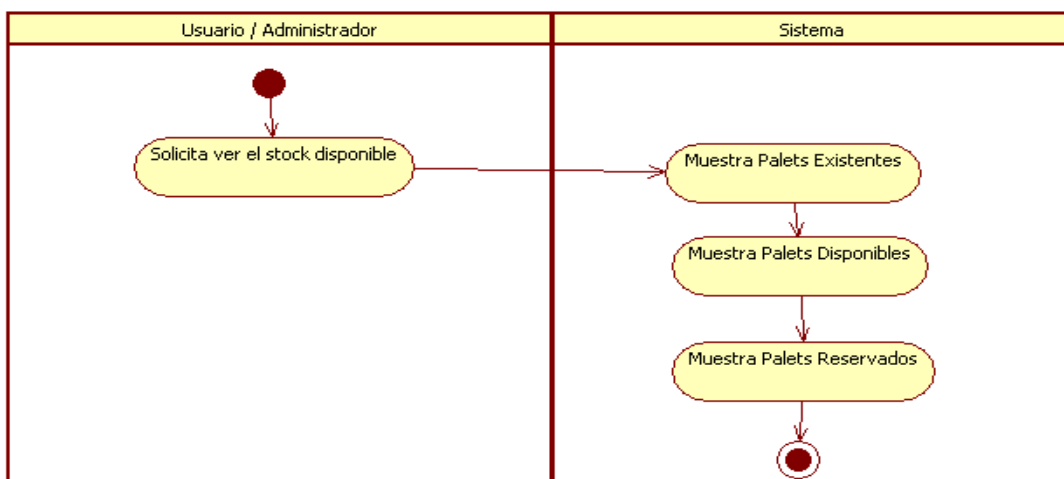 Usuario / Administrador
Sistema
Solicita ver el stock disponible
Muestra Palets Existentes
Muestra Palets Disponibles
Muestra Palets Reservados